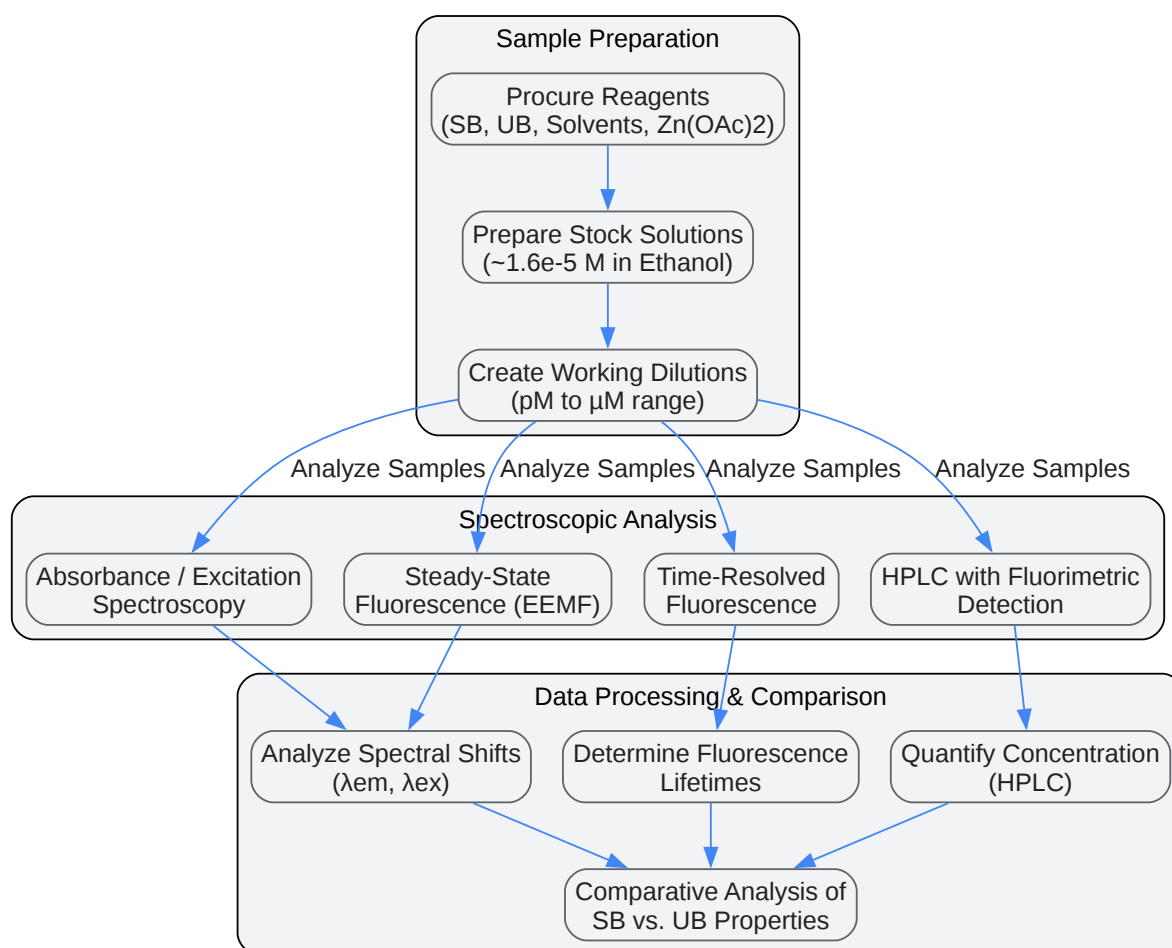 Sample Preparation
Procure Reagents
(SB, UB, Solvents, Zn(OAc)2)
Prepare Stock Solutions
(~1.6e-5 M in Ethanol)
Create Working Dilutions
(pM to µM range)
Analyze Samples
Analyze Samples
Analyze Samples
Analyze Samples
Spectroscopic Analysis
Absorbance / Excitation
Spectroscopy
Steady-State
Fluorescence (EEMF)
Time-Resolved
Fluorescence
HPLC with Fluorimetric
Detection
Data Processing & Comparison
Analyze Spectral Shifts
(λem, λex)
Determine Fluorescence
Lifetimes
Quantify Concentration
(HPLC)
Comparative Analysis of
SB vs. UB Properties